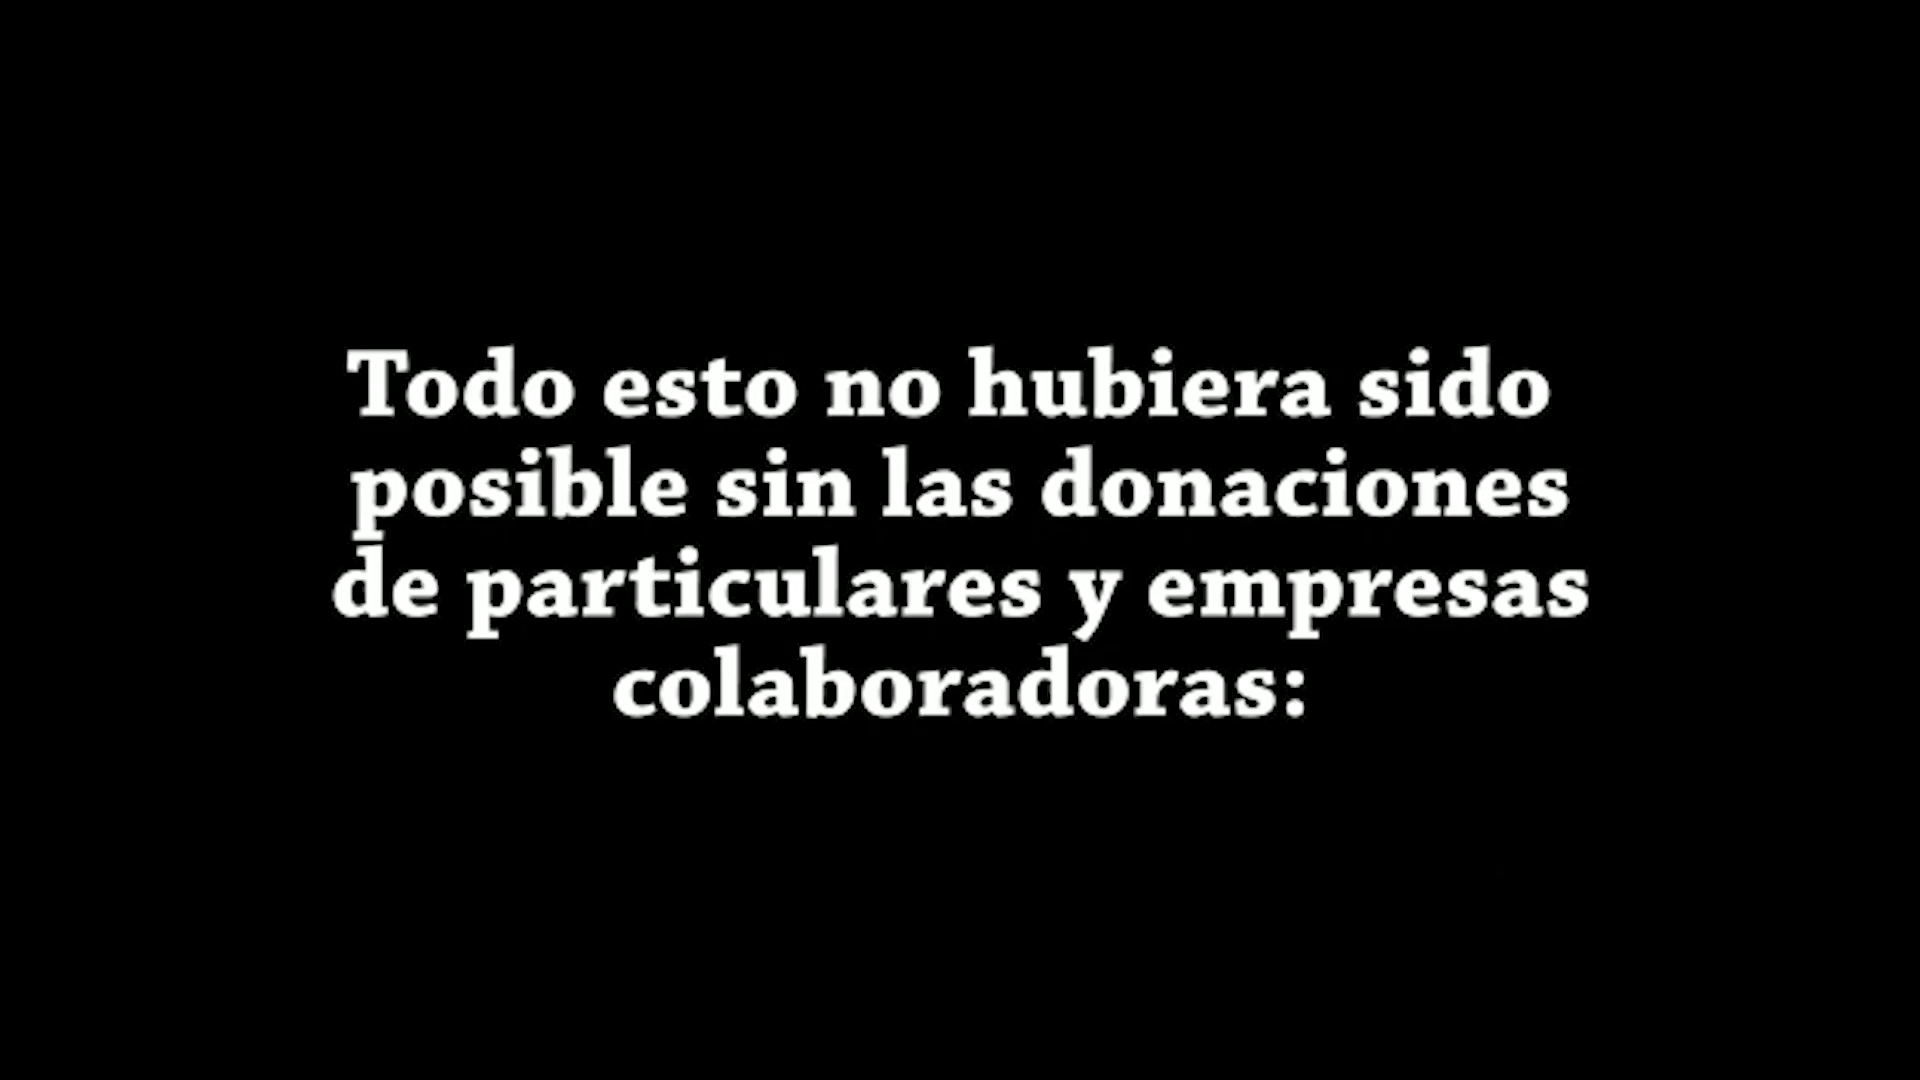 Todo esto no hubiera sido
posible sin las donaciones
de particulares y empresas
colaboradoras: